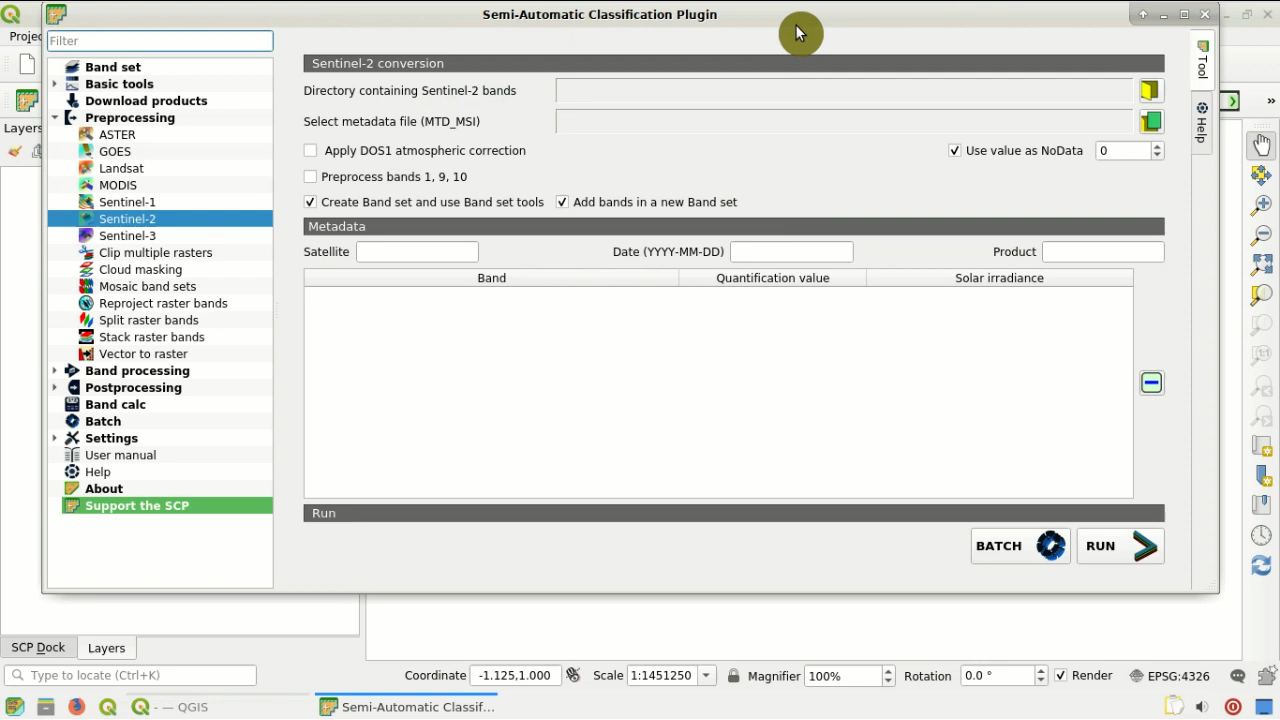 Semi-Automatic Classification Plugin
Projec
Filter
Band set
Basic tools
Download products
Preprocessing
ASTER
GOES
Landsat
MODIS
Sentinel-1
Sentinel-2
Sentinel-3
Clip multiple rasters
Cloud masking
Mosaic band sets
Reproject raster bands
Split raster bands
Stack raster bands
Vector to raster
Band processing
Postprocessing
Band calc
Batch
Settings
User manual
Help
About
Support the SCP
Sentinel-2 conversion
Directory containing Sentinel-2 bands
Select metadata file (MTD_MSI)
Apply DOS1 atmospheric correction
Use value as NoData 0
Preprocess bands 1, 9, 10
Create Band set and use Band set tools Add bands in a new Band set
Metadata
Satellite Date (YYYY-MM-DD) Product
Band Quantification value Solar irradiance
Run
BATCH RUN
Tool
Help
»
Layers
SCP Dock Layers
Type to locate (Ctrl+K) Coordinate -1.125,1.000 Scale 1:1451250 Magnifier 100% Rotation 0.0 ° Render EPSG:4326
— QGIS Semi-Automatic Classif...